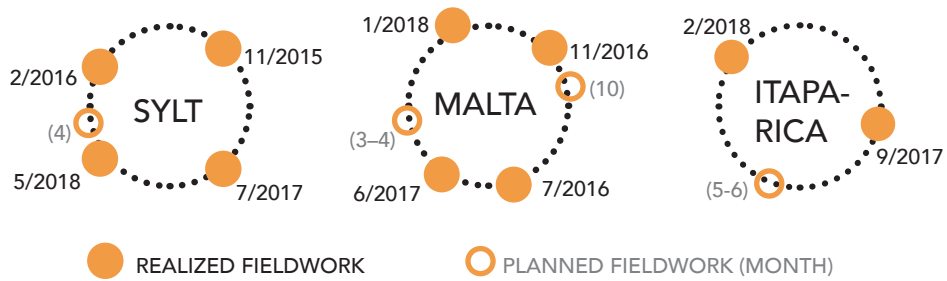 11/2015
2/2016
SYLT
(4)
5/2018
7/2017
1/2018
11/2016
(10)
MALTA
(3–4)
6/2017
7/2016
2/2018
ITAPA-
RICA
9/2017
(5-6)
REALIZED FIELDWORK
PLANNED FIELDWORK (MONTH)